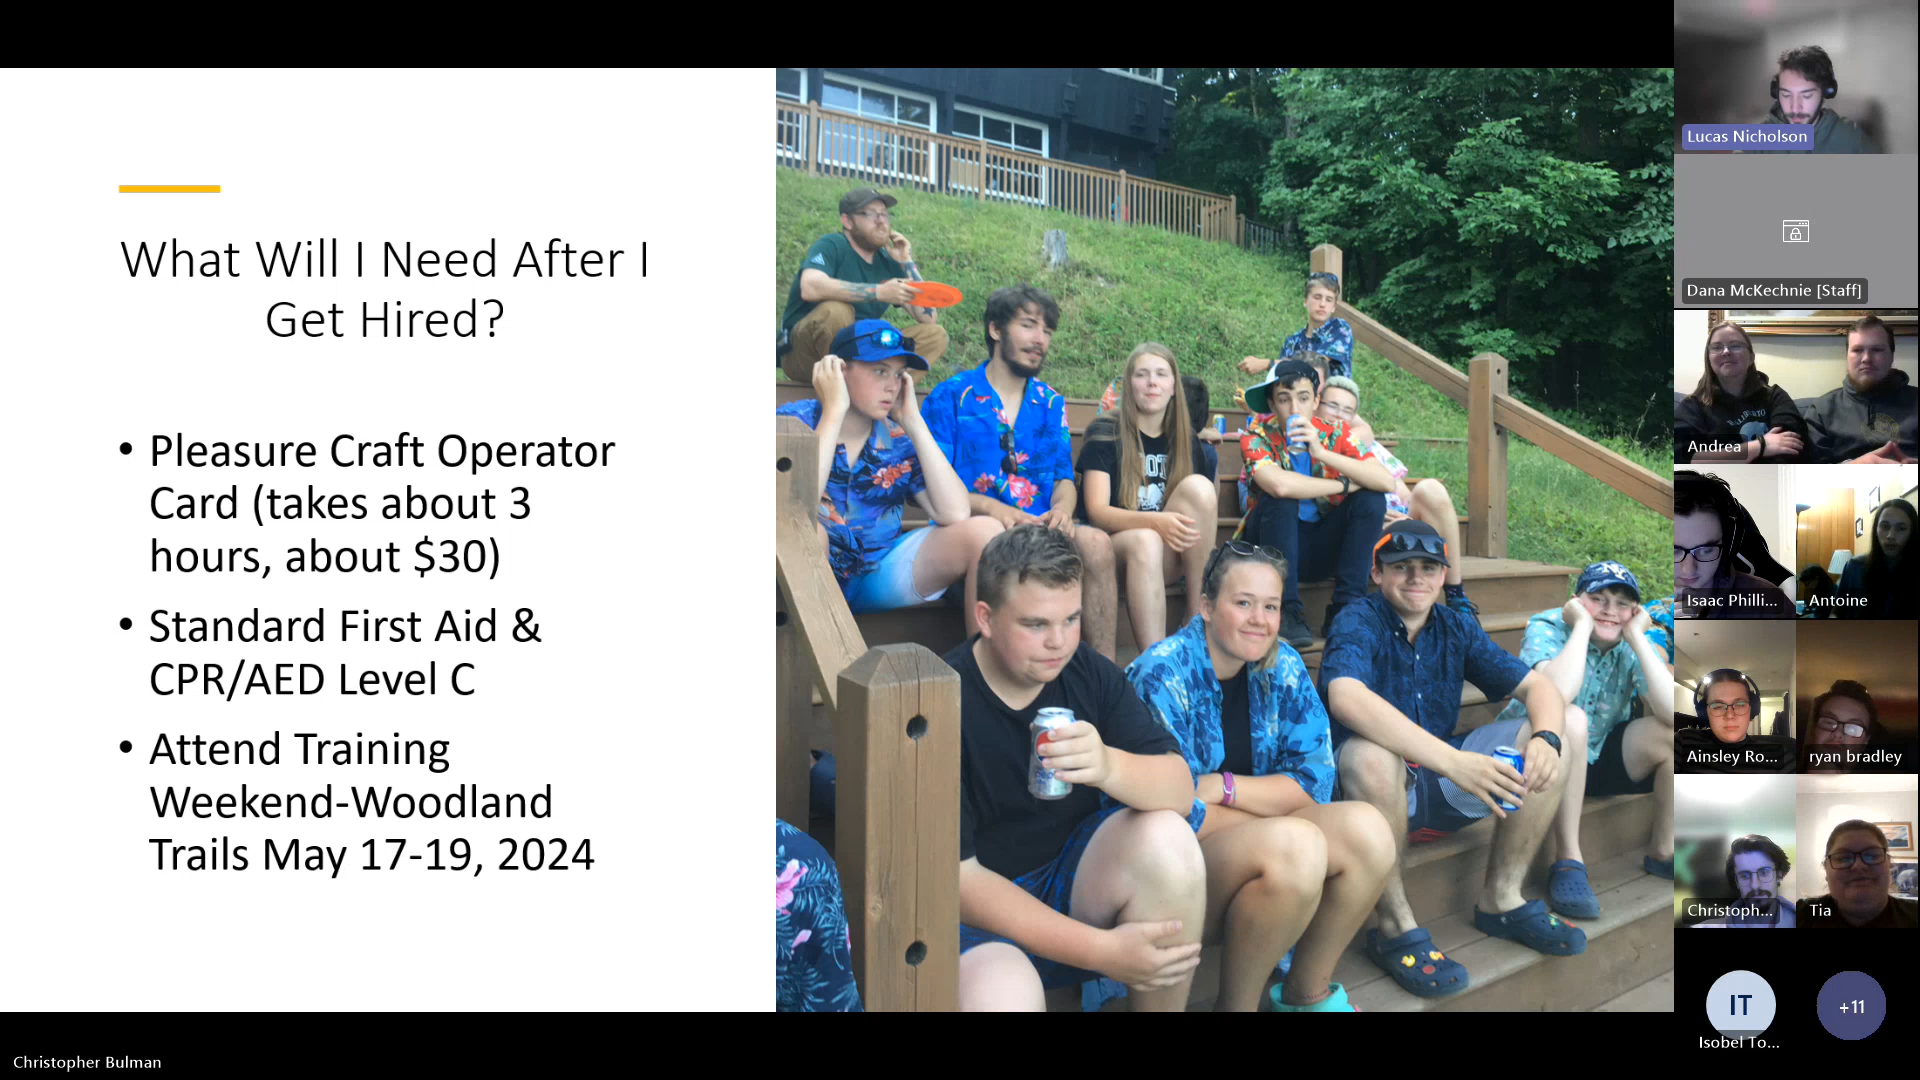 What Will I Need After I
Get Hired?
• Pleasure Craft Operator
Card (takes about 3
hours, about $30)
• Standard First Aid &
CPR/AED Level C
• Attend Training
Weekend-Woodland
Trails May 17-19, 2024
Christopher Bulman
Lucas Nicholson
Dana McKechnie [Staff]
Andrea
Isaac Philli...
Antoine
Ainsley Ro...
ryan bradley
Christoph...
Tia
IT
Isobel To...
+11